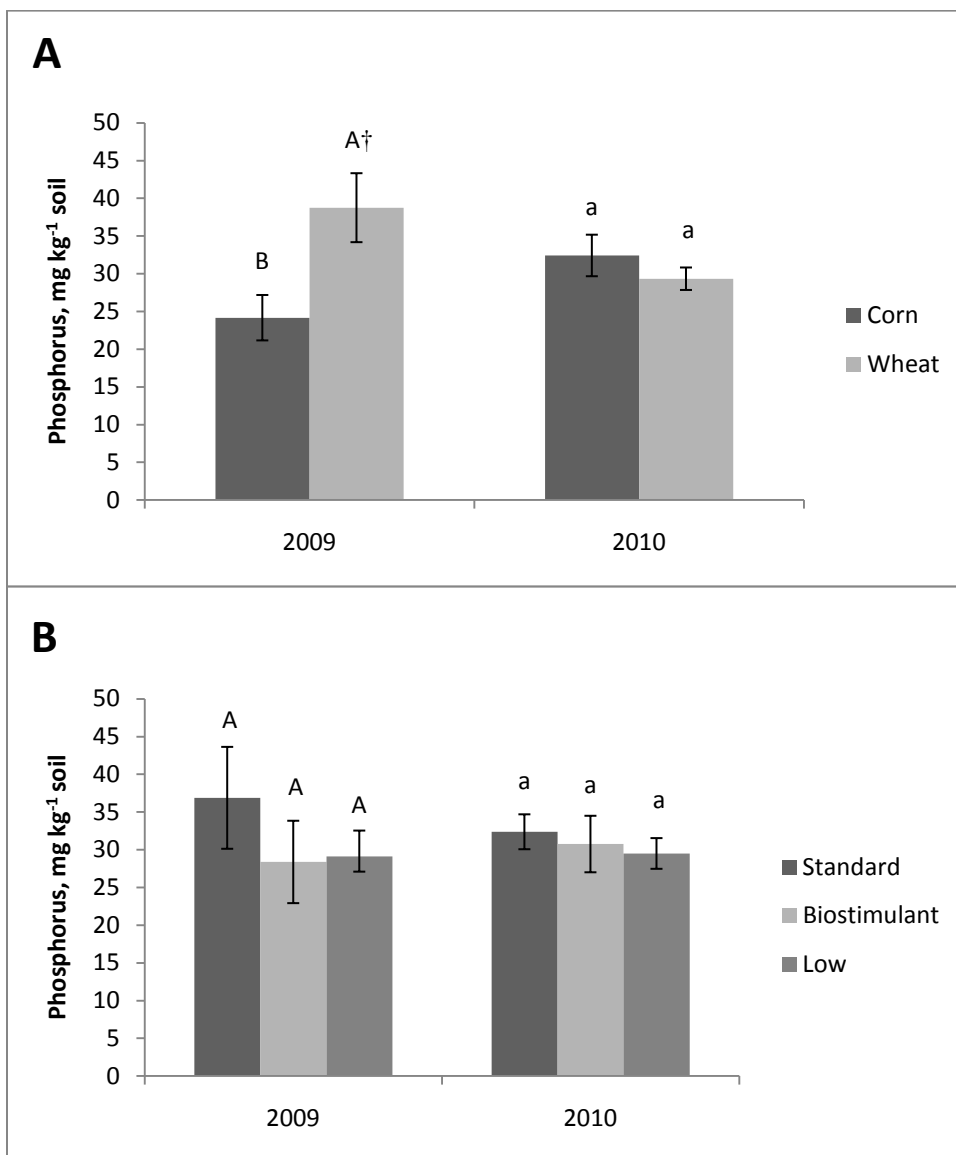 A
50
45
40
35
30
25
20
15
10
5
0
Phosphorus, mg kg⁻¹ soil
B
A†
a
a
2009
2010
Corn
Wheat
B
50
45
40
35
30
25
20
15
10
5
0
Phosphorus, mg kg⁻¹ soil
A
A
A
a
a
a
2009
2010
Standard
Biostimulant
Low